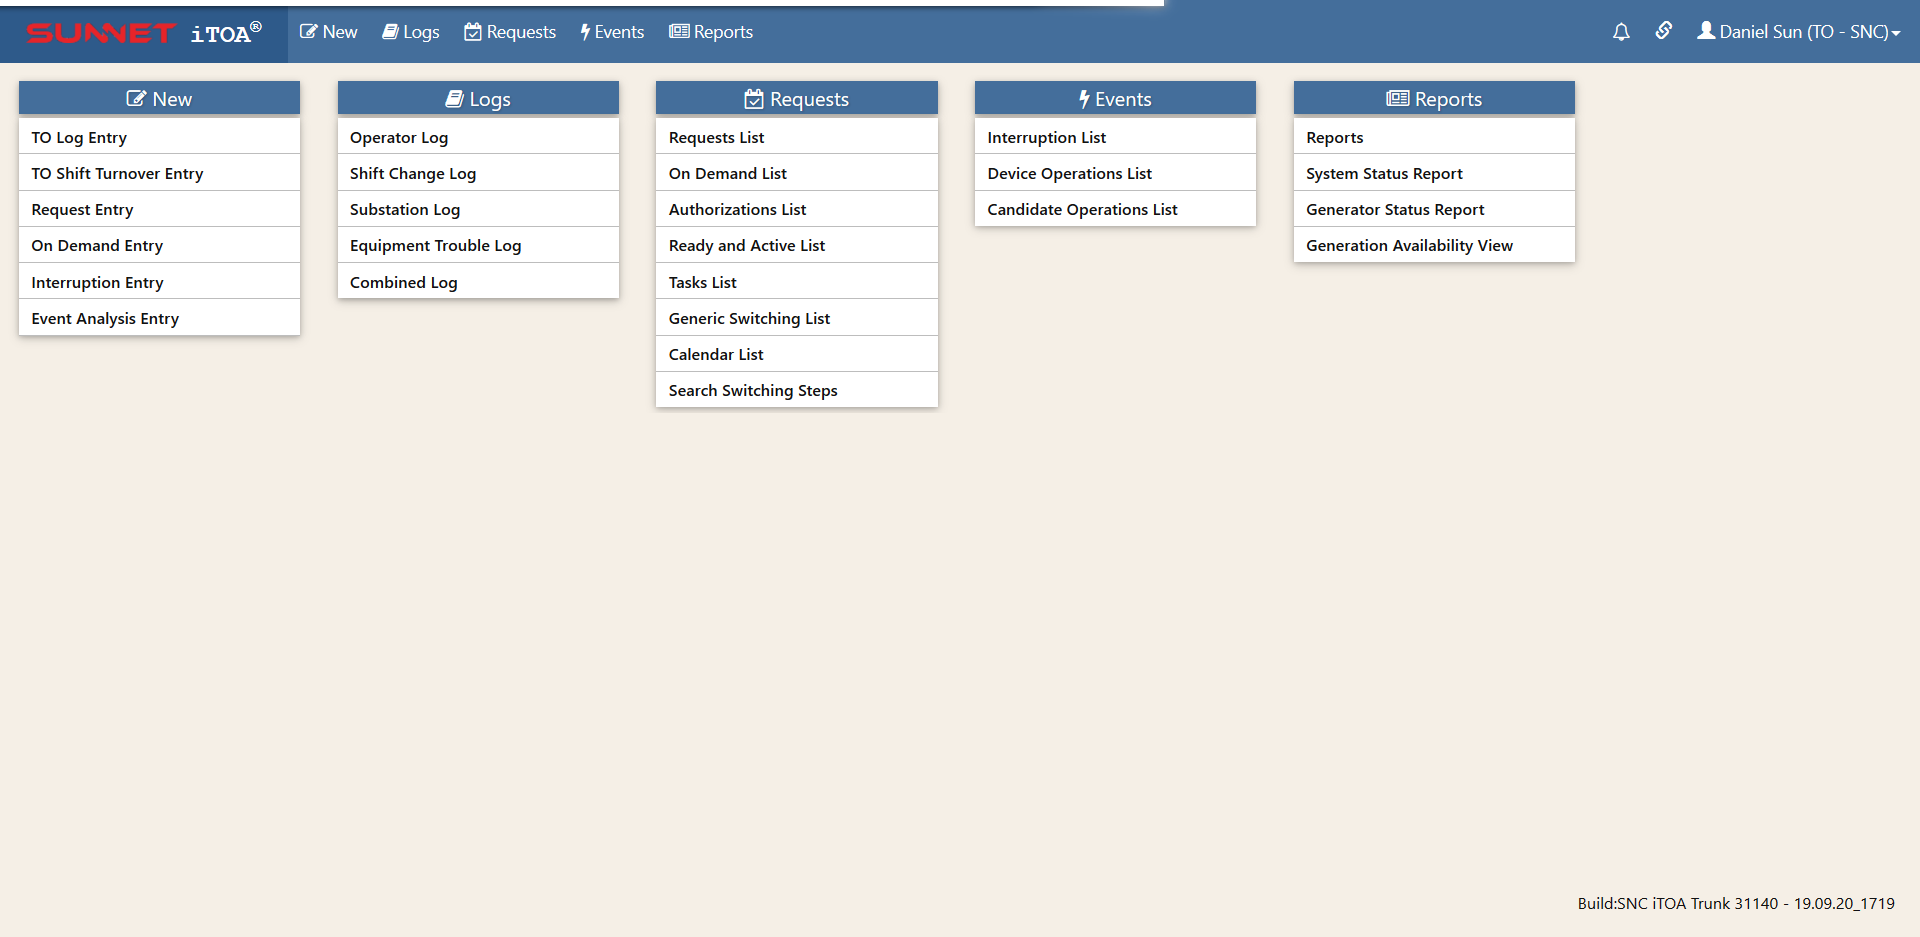 SUNNET iTOA® New Logs Requests Events Reports Daniel Sun (TO - SNC)
New
TO Log Entry
TO Shift Turnover Entry
Request Entry
On Demand Entry
Interruption Entry
Event Analysis Entry
Logs
Operator Log
Shift Change Log
Substation Log
Equipment Trouble Log
Combined Log
Requests
Requests List
On Demand List
Authorizations List
Ready and Active List
Tasks List
Generic Switching List
Calendar List
Search Switching Steps
Events
Interruption List
Device Operations List
Candidate Operations List
Reports
Reports
System Status Report
Generator Status Report
Generation Availability View
Build:SNC iTOA Trunk 31140 - 19.09.20_1719